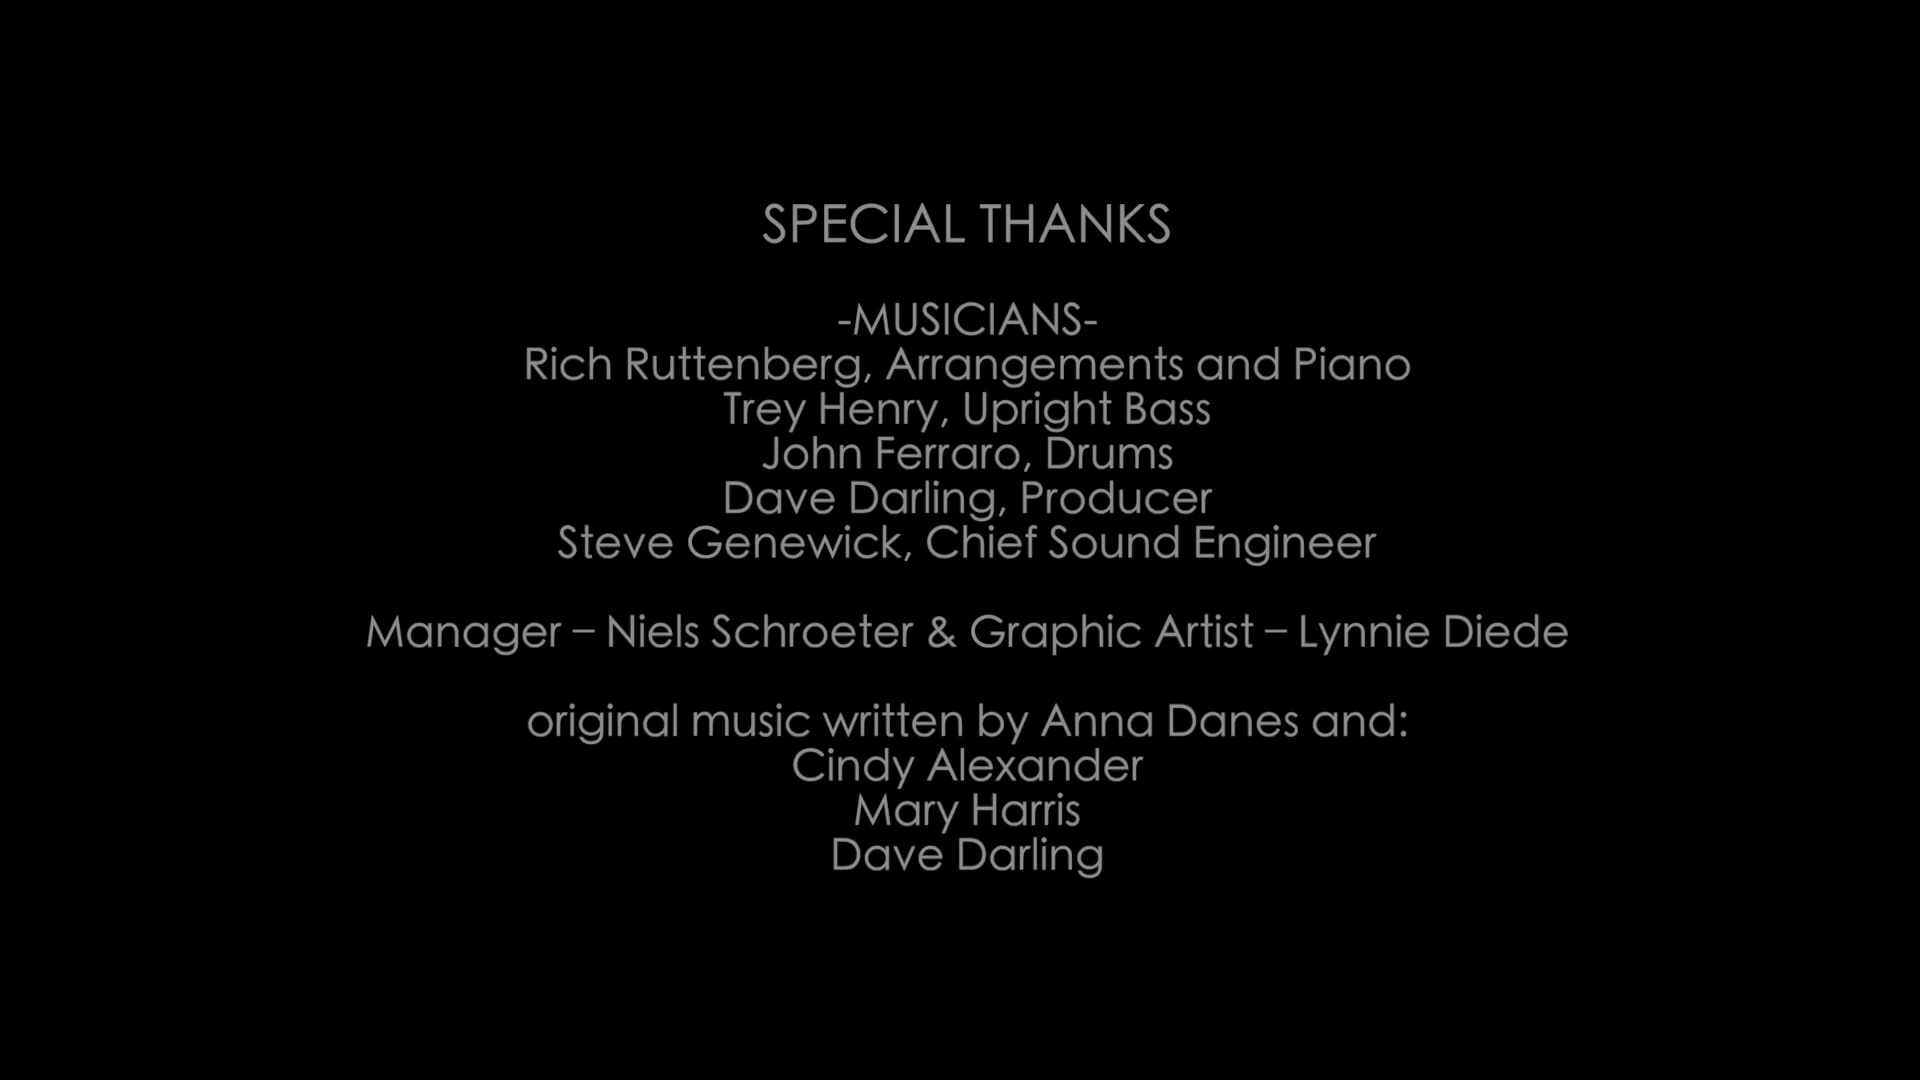 SPECIAL THANKS
-MUSICIANS-
Rich Ruttenberg, Arrangements and Piano
Trey Henry, Upright Bass
John Ferraro, Drums
Dave Darling, Producer
Steve Genewick, Chief Sound Engineer
Manager – Niels Schroeter & Graphic Artist – Lynnie Diede
original music written by Anna Danes and:
Cindy Alexander
Mary Harris
Dave Darling